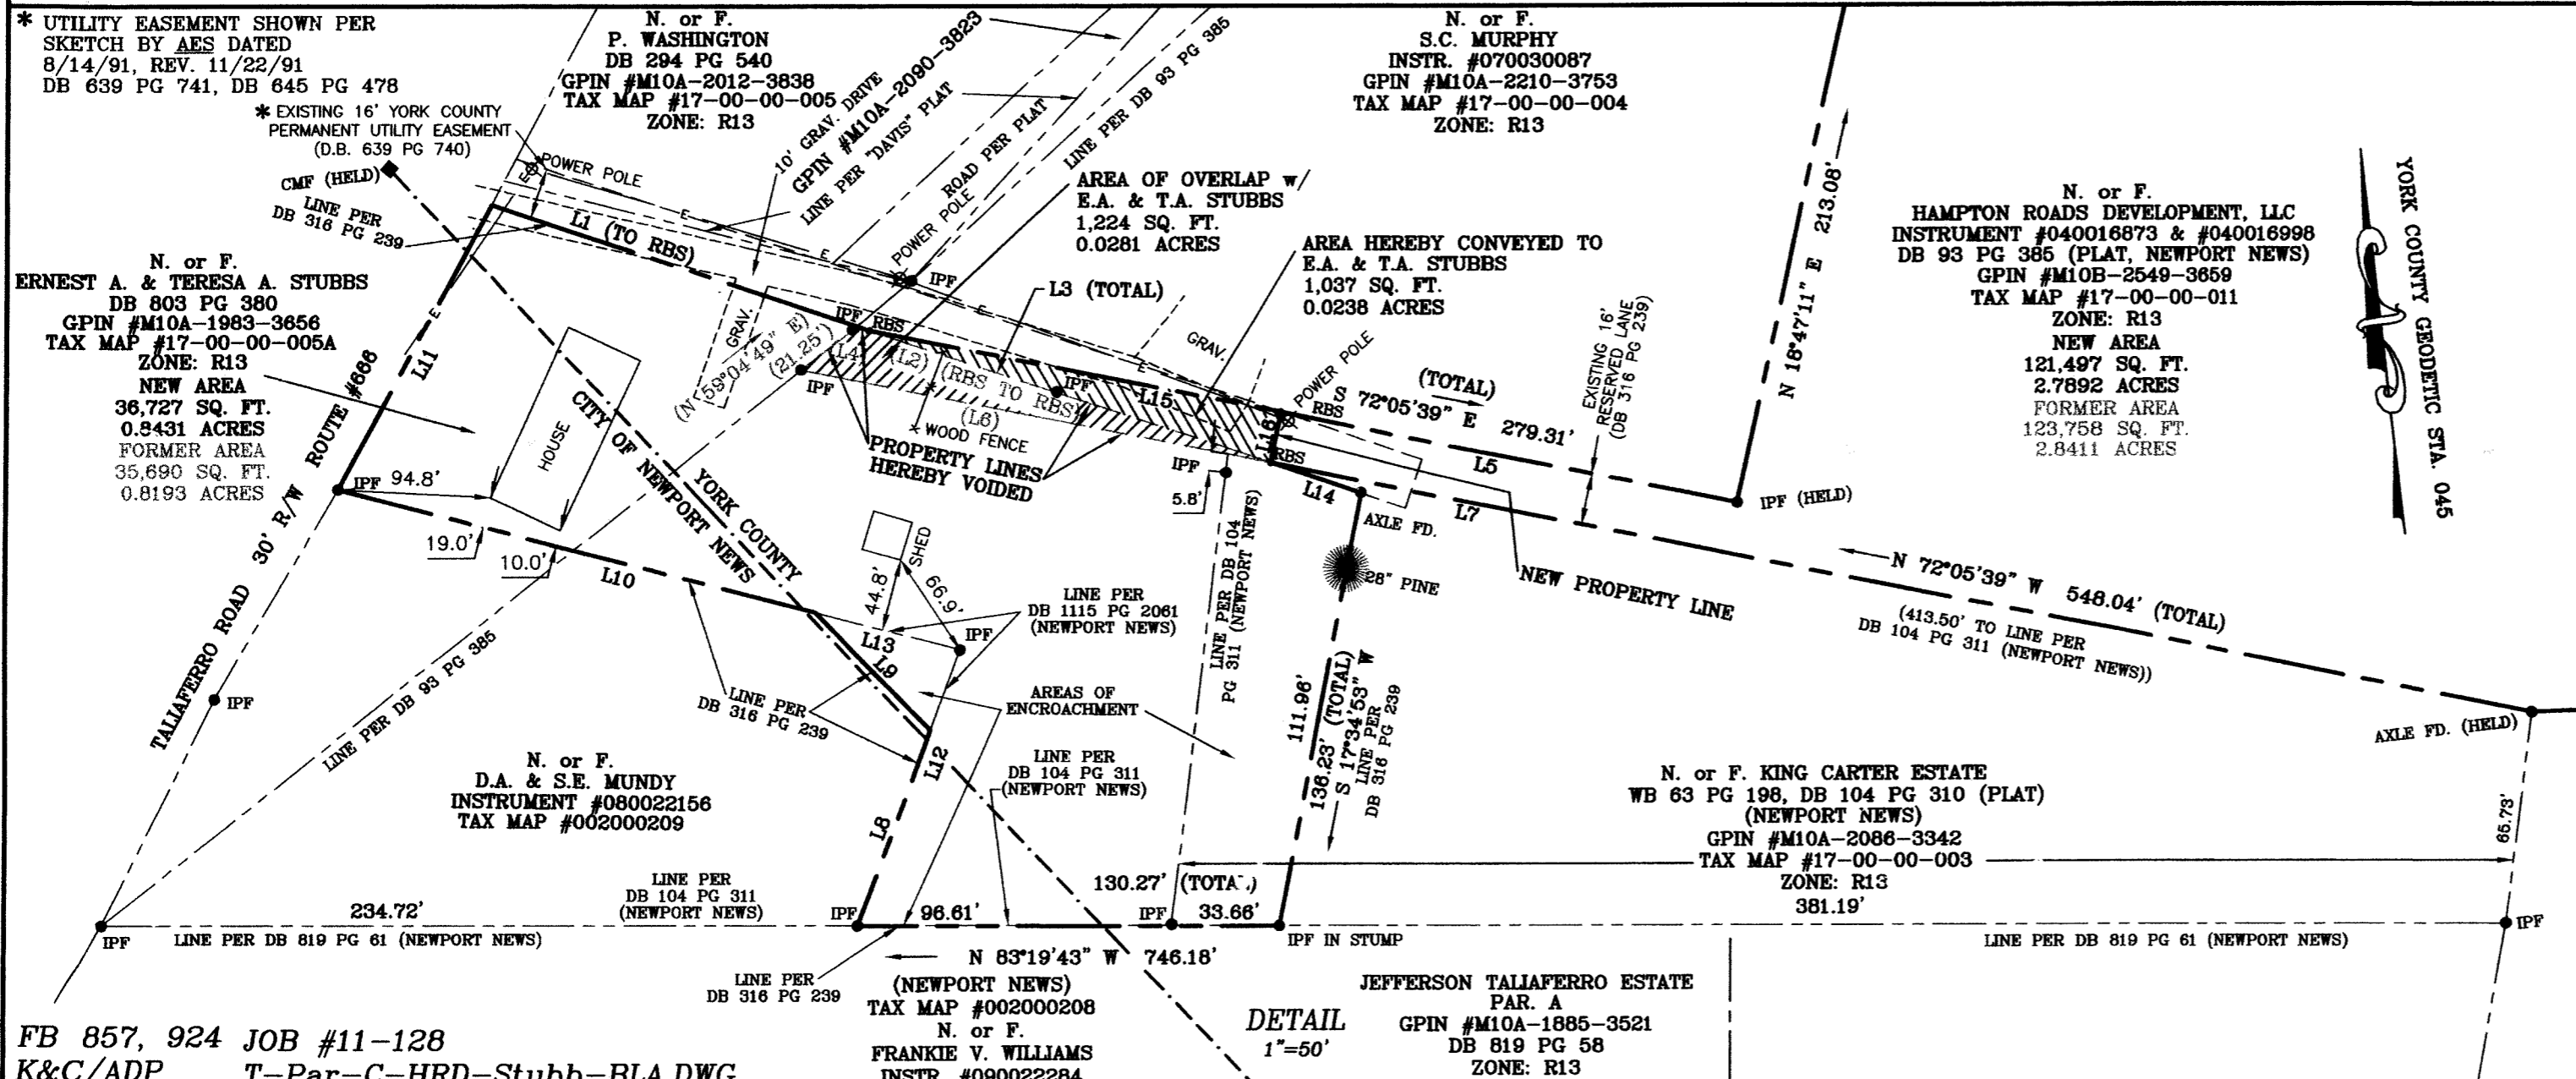 * UTILITY EASEMENT SHOWN PER
SKETCH BY AES DATED
8/14/91, REV. 11/22/91
DB 639 PG 741, DB 645 PG 478
* EXISTING 16' YORK COUNTY
PERMANENT UTILITY EASEMENT
(D.B. 639 PG 740)
CMF (HELD)
LINE PER
DB 316 PG 239
N. or F.
P. WASHINGTON
DB 294 PG 540
GPIN #M10A-2012-3838
TAX MAP #17-00-00-005
ZONE: R13
10' GRAV. DRIVE
GPIN #M10A-2090-3823
LINE PER "DAVIS" PLAT
ROAD PER PLAT
LINE PER DB 93 PG 385
N. or F.
S.C. MURPHY
INSTR. #070030087
GPIN #M10A-2210-3753
TAX MAP #17-00-00-004
ZONE: R13
N 18°47'11" E 213.08'
N. or F.
HAMPTON ROADS DEVELOPMENT, LLC
INSTRUMENT #040016873 & #040016998
DB 93 PG 385 (PLAT, NEWPORT NEWS)
GPIN #M10B-2549-3659
TAX MAP #17-00-00-011
ZONE: R13
NEW AREA
121,497 SQ. FT.
2.7892 ACRES
FORMER AREA
123,758 SQ. FT.
2.8411 ACRES
YORK COUNTY GEODETIC STA. 045
E
POWER POLE
E
L1 (TO RBS)
E
POWER POLE
IPF
E
AREA OF OVERLAP w/
E.A. & T.A. STUBBS
1,224 SQ. FT.
0.0281 ACRES
AREA HEREBY CONVEYED TO
E.A. & T.A. STUBBS
1,037 SQ. FT.
0.0238 ACRES
L3 (TOTAL)
E
GRAV.
POWER POLE
RBS
(TOTAL)
S 72°05'39" E 279.31'
EXISTING 16'
RESERVED LANE
(DB 316 PG 239)
IPF (HELD)
N. or F.
ERNEST A. & TERESA A. STUBBS
DB 803 PG 380
GPIN #M10A-1983-3656
TAX MAP #17-00-00-005A
ZONE: R13
NEW AREA
36,727 SQ. FT.
0.8431 ACRES
FORMER AREA
35,690 SQ. FT.
0.8193 ACRES
E
L11
TALIAFERRO ROAD 30' R/W ROUTE #686
HOUSE
CITY OF NEWPORT NEWS
YORK COUNTY
NEWPORT NEWS
GRAV.
(N 59°04'49" E)
(21.25')
IPF
RBS
(L4)
(L2)
(RBS TO RBS)
IPF
IPF
(L6)
* WOOD FENCE
L15
L16
PROPERTY LINES
HEREBY VOIDED
RBS
IPF
5.8'
L14
L5
L7
AXLE FD.
28" PINE
NEW PROPERTY LINE
N 72°05'39" W 548.04' (TOTAL)
(413.50' TO LINE PER
DB 104 PG 311 (NEWPORT NEWS))
IPF
94.8'
19.0'
10.0'
L10
SHED
44.8'
66.9'
LINE PER
DB 1115 PG 2061
(NEWPORT NEWS)
IPF
L13
L9
LINE PER DB 104
PG 311 (NEWPORT NEWS)
AREAS OF
ENCROACHMENT
111.96'
136.23' (TOTAL)
S 17°34'53" W
LINE PER
DB 316 PG 239
IPF
LINE PER DB 93 PG 385
LINE PER
DB 316 PG 239
L12
L8
LINE PER
DB 104 PG 311
(NEWPORT NEWS)
N. or F.
D.A. & S.E. MUNDY
INSTRUMENT #080022156
TAX MAP #002000209
N. or F. KING CARTER ESTATE
WB 63 PG 198, DB 104 PG 310 (PLAT)
(NEWPORT NEWS)
GPIN #M10A-2086-3342
TAX MAP #17-00-00-003
ZONE: R13
381.19'
AXLE FD. (HELD)
65.73'
IPF
234.72'
IPF
LINE PER DB 819 PG 61 (NEWPORT NEWS)
LINE PER
DB 104 PG 311
(NEWPORT NEWS)
IPF
96.61'
130.27' (TOTAL)
IPF
33.66'
IPF IN STUMP
LINE PER DB 819 PG 61 (NEWPORT NEWS)
LINE PER
DB 316 PG 239
N 83°19'43" W 746.18'
(NEWPORT NEWS)
TAX MAP #002000208
N. or F.
FRANKIE V. WILLIAMS
INSTR. #090022284
DETAIL
1"=50'
JEFFERSON TALIAFERRO ESTATE
PAR. A
GPIN #M10A-1885-3521
DB 819 PG 58
ZONE: R13
FB 857, 924 JOB #11-128
K&C/ADP T-Par-C-HRD-Stubb-BLA.DWG